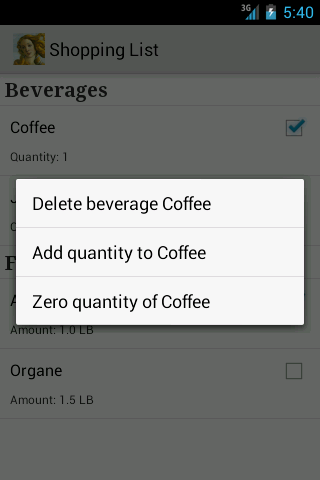 3G 5:40
Shopping List
Beverages
Coffee
Quantity: 1
Delete beverage Coffee
Add quantity to Coffee
Zero quantity of Coffee
Amount: 1.0 LB
Organe
Amount: 1.5 LB